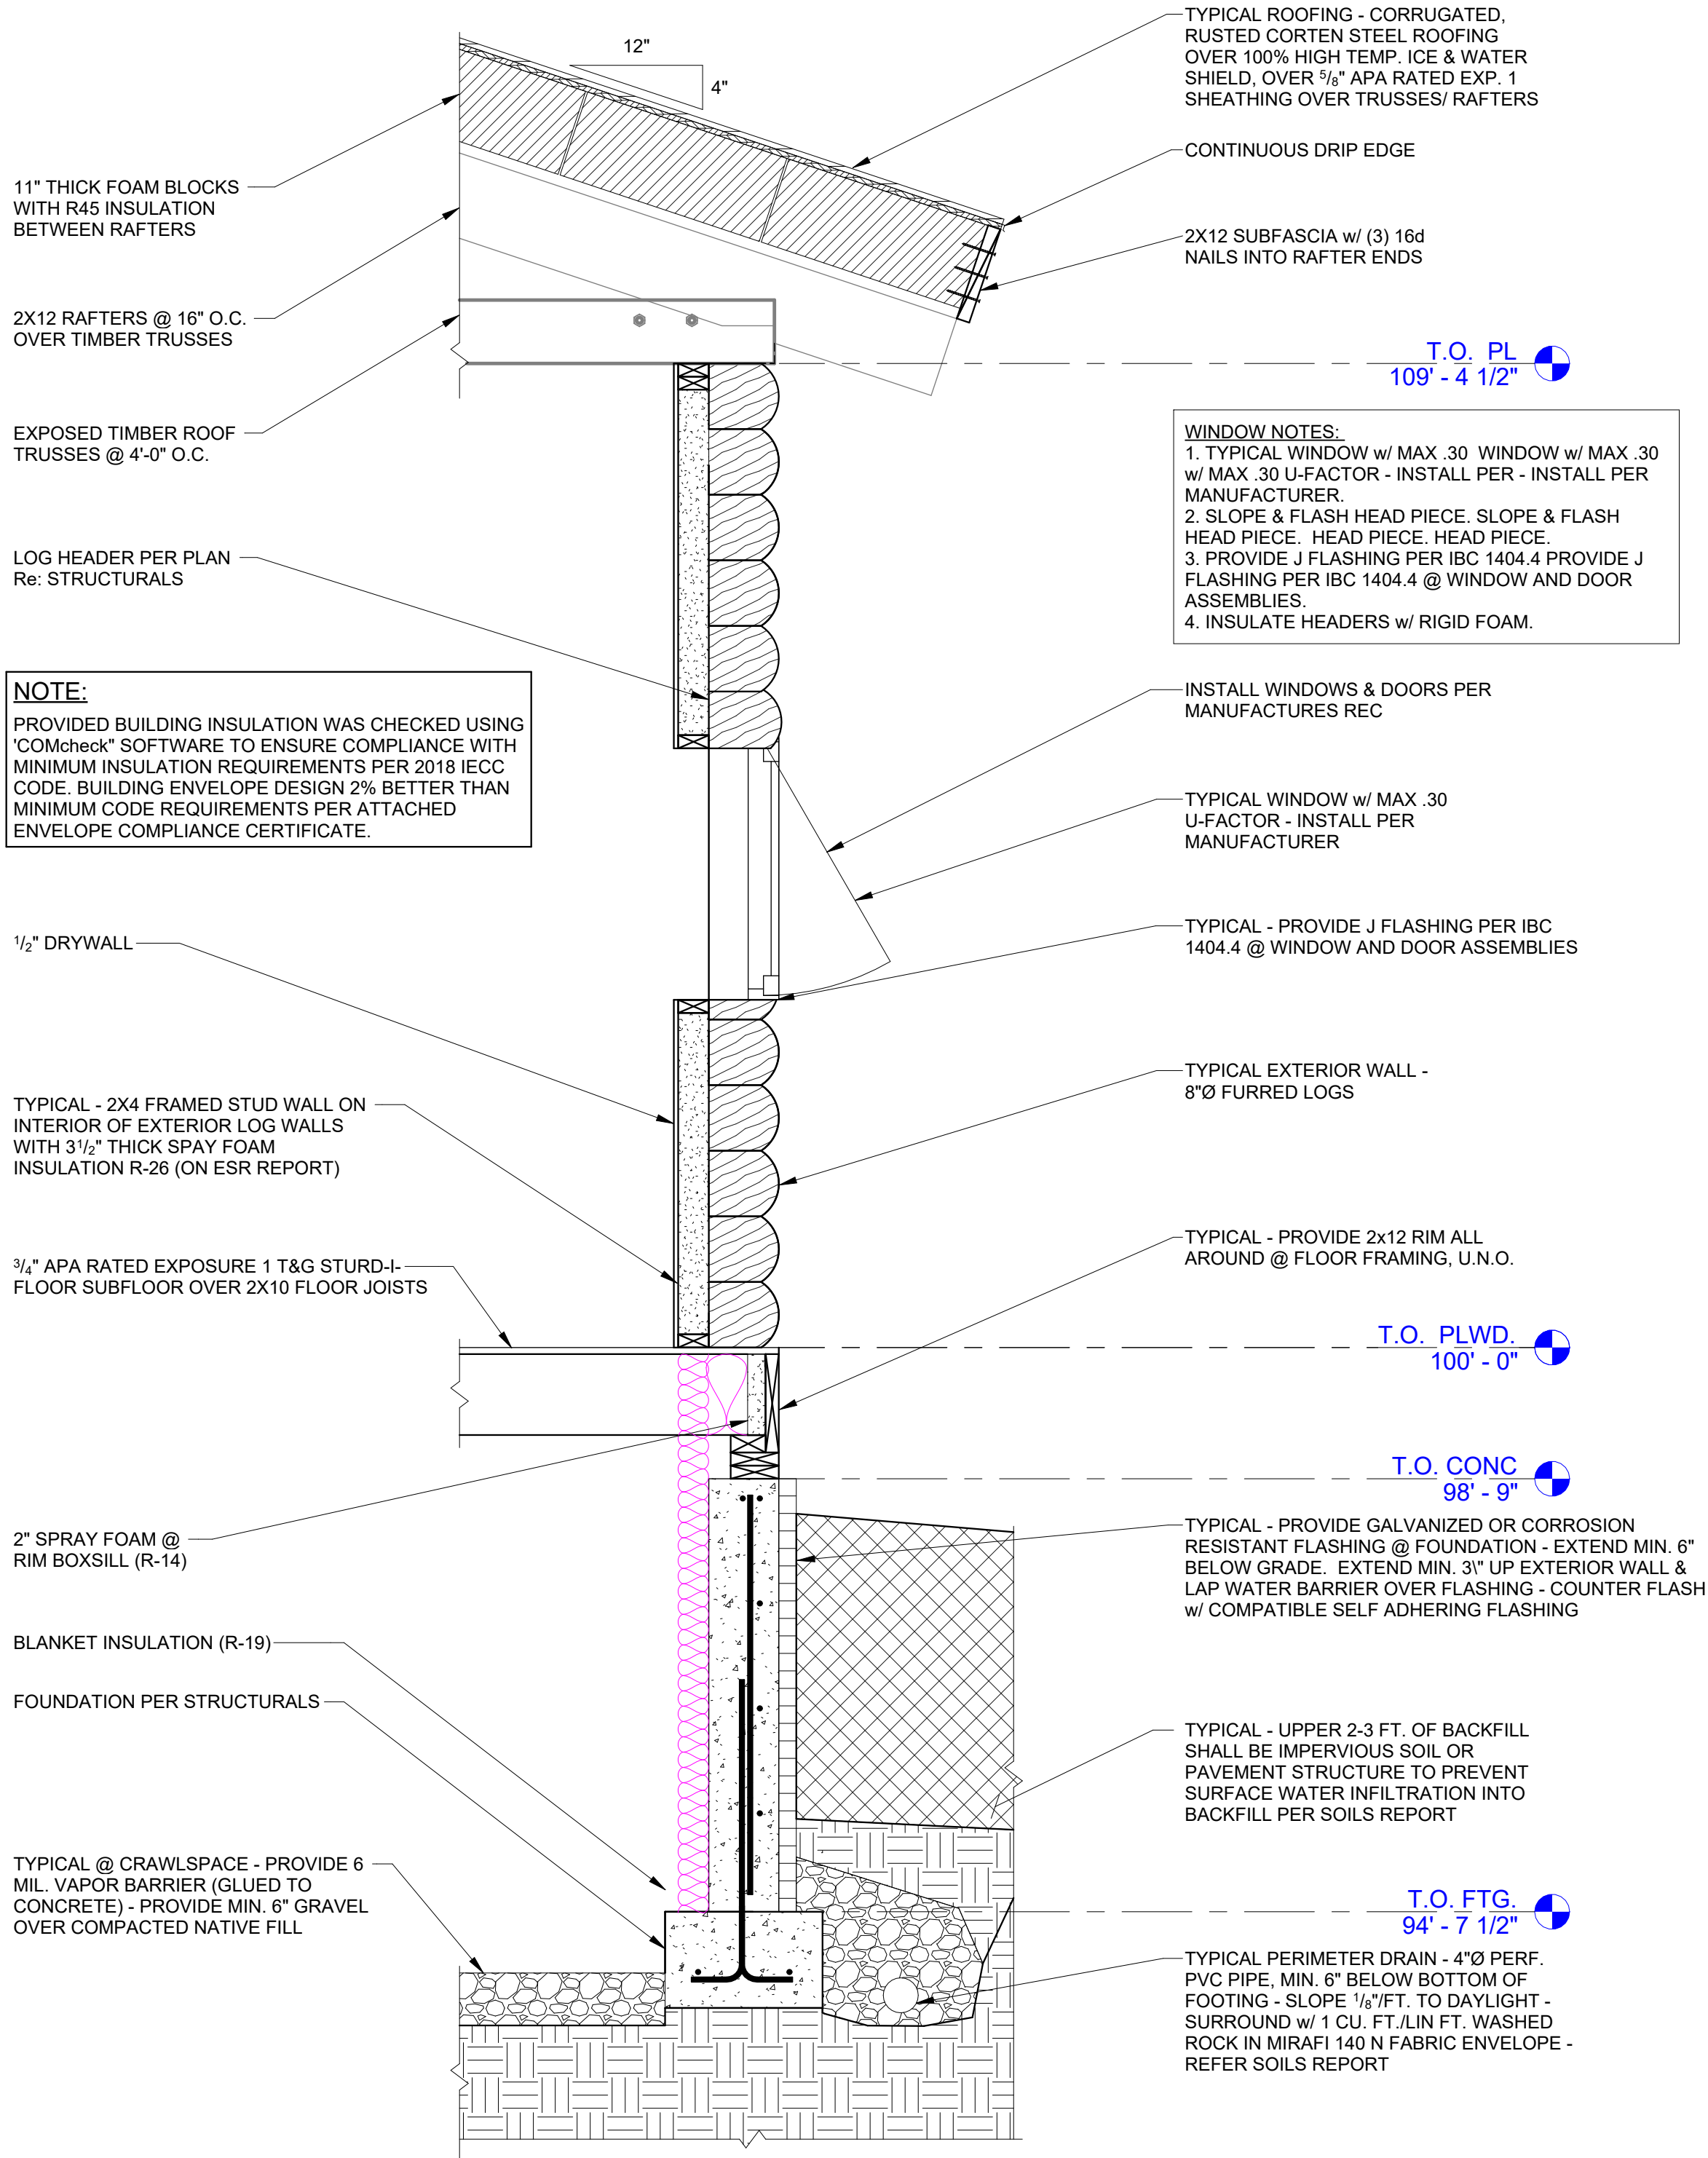 12"
4"
TYPICAL ROOFING - CORRUGATED,
RUSTED CORTEN STEEL ROOFING
OVER 100% HIGH TEMP. ICE & WATER
SHIELD, OVER 5/8" APA RATED EXP. 1
SHEATHING OVER TRUSSES/ RAFTERS
CONTINUOUS DRIP EDGE
2X12 SUBFASCIA w/ (3) 16d
NAILS INTO RAFTER ENDS
11" THICK FOAM BLOCKS
WITH R45 INSULATION
BETWEEN RAFTERS
2X12 RAFTERS @ 16" O.C.
OVER TIMBER TRUSSES
EXPOSED TIMBER ROOF
TRUSSES @ 4'-0" O.C.
LOG HEADER PER PLAN
Re: STRUCTURALS
T.O. PL
109' - 4 1/2"
WINDOW NOTES:
1. TYPICAL WINDOW w/ MAX .30 WINDOW w/ MAX .30
w/ MAX .30 U-FACTOR - INSTALL PER - INSTALL PER
MANUFACTURER.
2. SLOPE & FLASH HEAD PIECE. SLOPE & FLASH
HEAD PIECE. HEAD PIECE. HEAD PIECE.
3. PROVIDE J FLASHING PER IBC 1404.4 PROVIDE J
FLASHING PER IBC 1404.4 @ WINDOW AND DOOR
ASSEMBLIES.
4. INSULATE HEADERS w/ RIGID FOAM.
NOTE:
PROVIDED BUILDING INSULATION WAS CHECKED USING
'COMcheck" SOFTWARE TO ENSURE COMPLIANCE WITH
MINIMUM INSULATION REQUIREMENTS PER 2018 IECC
CODE. BUILDING ENVELOPE DESIGN 2% BETTER THAN
MINIMUM CODE REQUIREMENTS PER ATTACHED
ENVELOPE COMPLIANCE CERTIFICATE.
INSTALL WINDOWS & DOORS PER
MANUFACTURES REC
TYPICAL WINDOW w/ MAX .30
U-FACTOR - INSTALL PER
MANUFACTURER
1/2" DRYWALL
TYPICAL - PROVIDE J FLASHING PER IBC
1404.4 @ WINDOW AND DOOR ASSEMBLIES
TYPICAL EXTERIOR WALL -
8"Ø FURRED LOGS
TYPICAL - 2X4 FRAMED STUD WALL ON
INTERIOR OF EXTERIOR LOG WALLS
WITH 3 1/2" THICK SPAY FOAM
INSULATION R-26 (ON ESR REPORT)
3/4" APA RATED EXPOSURE 1 T&G STURD-I-
FLOOR SUBFLOOR OVER 2X10 FLOOR JOISTS
TYPICAL - PROVIDE 2x12 RIM ALL
AROUND @ FLOOR FRAMING, U.N.O.
T.O. PLWD.
100' - 0"
T.O. CONC
98' - 9"
2" SPRAY FOAM @
RIM BOXSILL (R-14)
TYPICAL - PROVIDE GALVANIZED OR CORROSION
RESISTANT FLASHING @ FOUNDATION - EXTEND MIN. 6"
BELOW GRADE. EXTEND MIN. 3\" UP EXTERIOR WALL &
LAP WATER BARRIER OVER FLASHING - COUNTER FLASH
w/ COMPATIBLE SELF ADHERING FLASHING
BLANKET INSULATION (R-19)
FOUNDATION PER STRUCTURALS
TYPICAL - UPPER 2-3 FT. OF BACKFILL
SHALL BE IMPERVIOUS SOIL OR
PAVEMENT STRUCTURE TO PREVENT
SURFACE WATER INFILTRATION INTO
BACKFILL PER SOILS REPORT
TYPICAL @ CRAWLSPACE - PROVIDE 6
MIL. VAPOR BARRIER (GLUED TO
CONCRETE) - PROVIDE MIN. 6" GRAVEL
OVER COMPACTED NATIVE FILL
T.O. FTG.
94' - 7 1/2"
TYPICAL PERIMETER DRAIN - 4"Ø PERF.
PVC PIPE, MIN. 6" BELOW BOTTOM OF
FOOTING - SLOPE 1/8"/FT. TO DAYLIGHT -
SURROUND w/ 1 CU. FT./LIN FT. WASHED
ROCK IN MIRAFI 140 N FABRIC ENVELOPE -
REFER SOILS REPORT